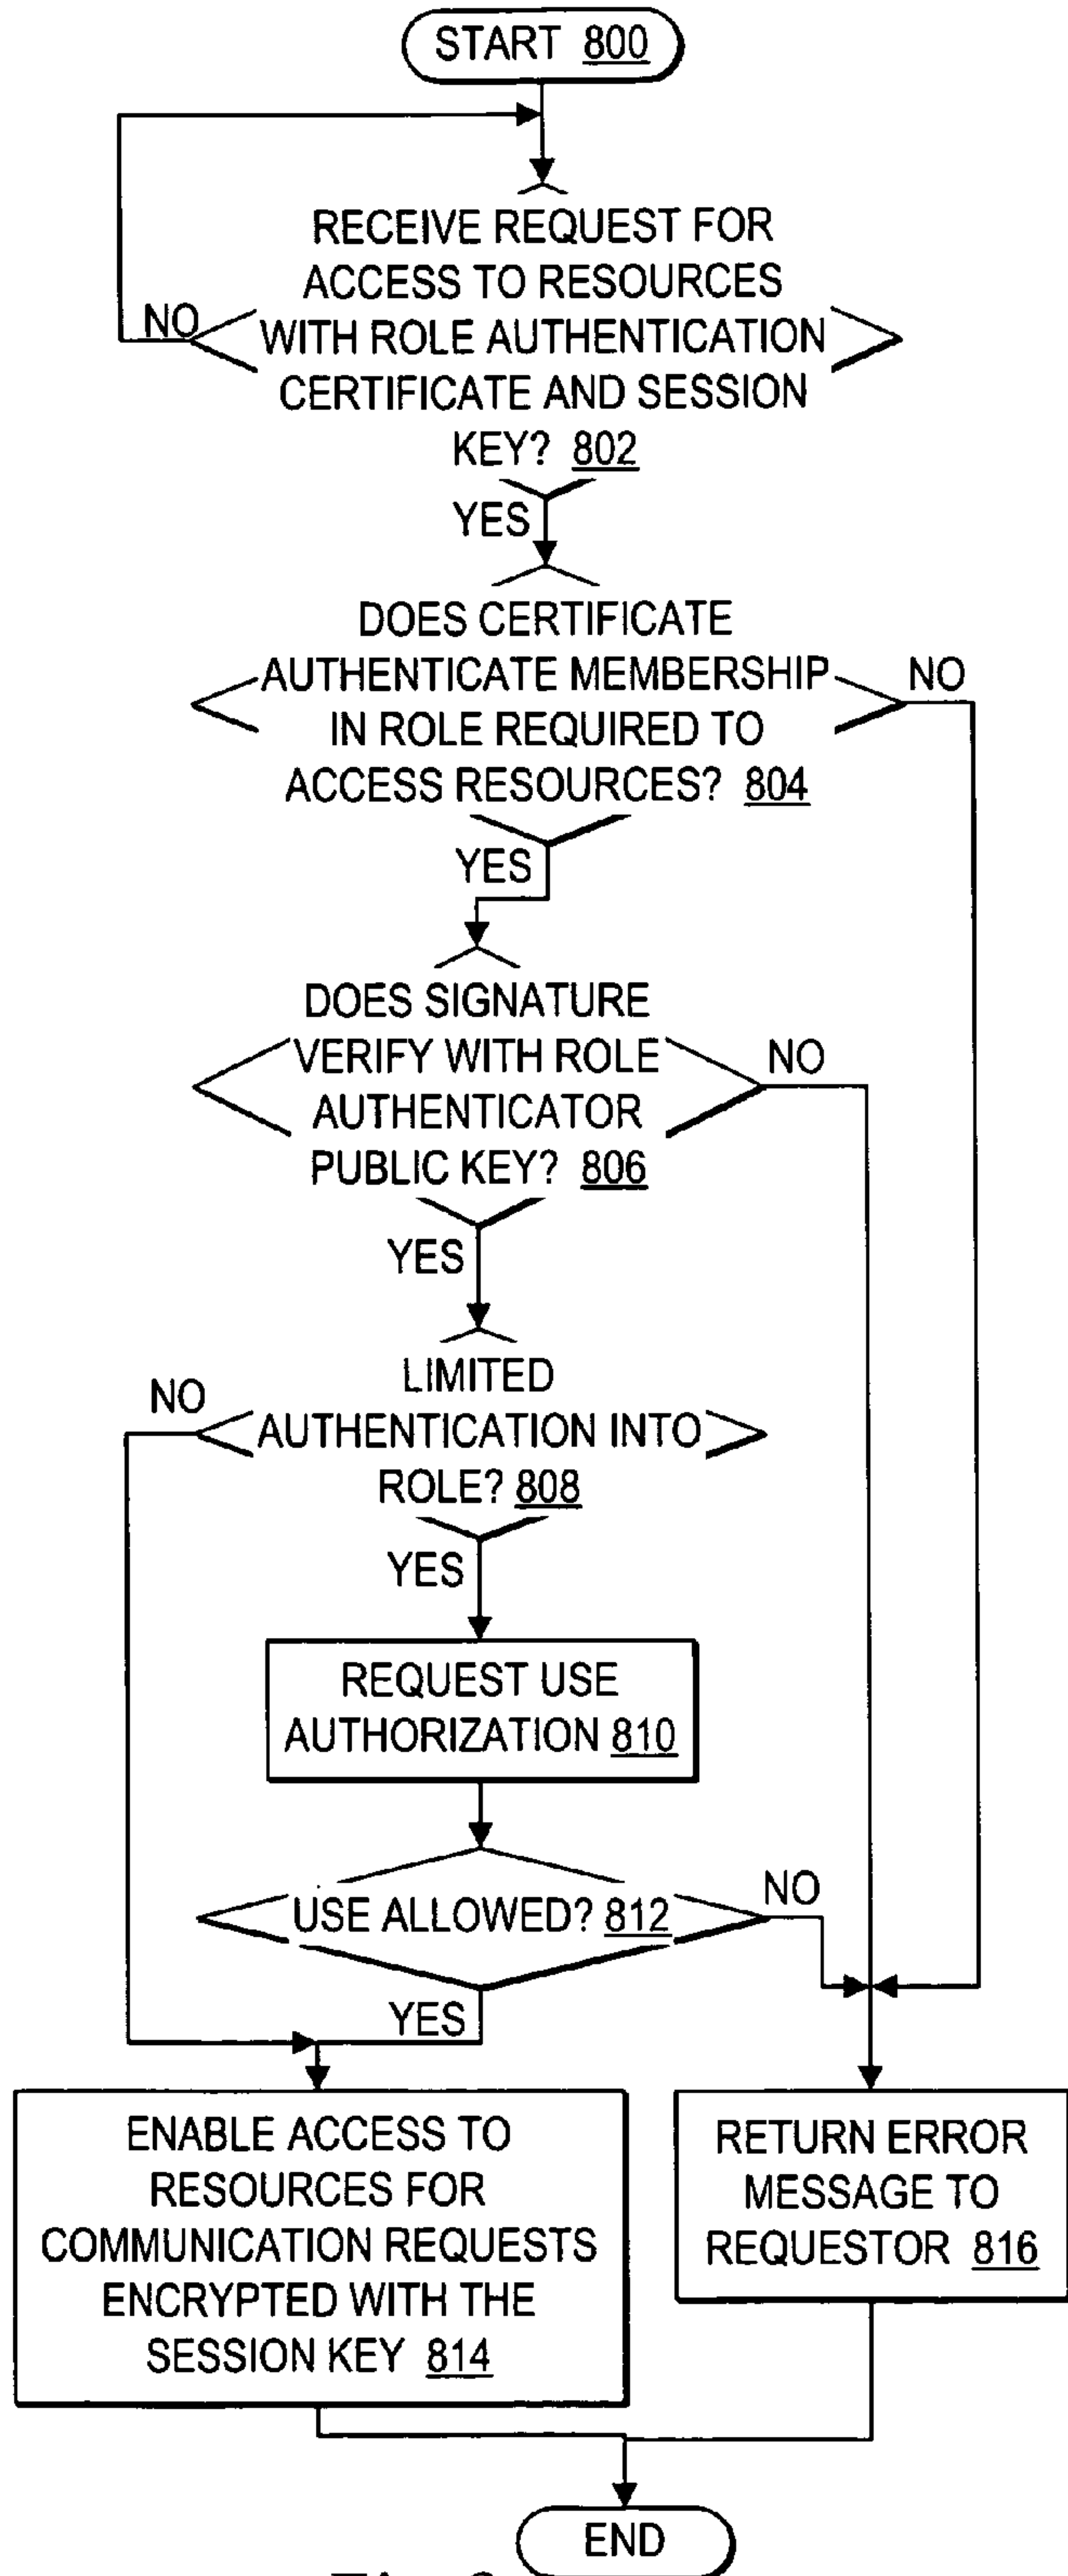 START 800
RECEIVE REQUEST FOR
ACCESS TO RESOURCES
NO
WITH ROLE AUTHENTICATION
CERTIFICATE AND SESSION
KEY? 802
YES
DOES CERTIFICATE
AUTHENTICATE MEMBERSHIP
NO
IN ROLE REQUIRED TO
ACCESS RESOURCES? 804
YES
DOES SIGNATURE
VERIFY WITH ROLE
NO
AUTHENTICATOR
PUBLIC KEY? 806
YES
LIMITED
NO
AUTHENTICATION INTO
ROLE? 808
YES
REQUEST USE
AUTHORIZATION 810
USE ALLOWED? 812
NO
YES
ENABLE ACCESS TO
RESOURCES FOR
COMMUNICATION REQUESTS
ENCRYPTED WITH THE
SESSION KEY 814
RETURN ERROR
MESSAGE TO
REQUESTOR 816
END